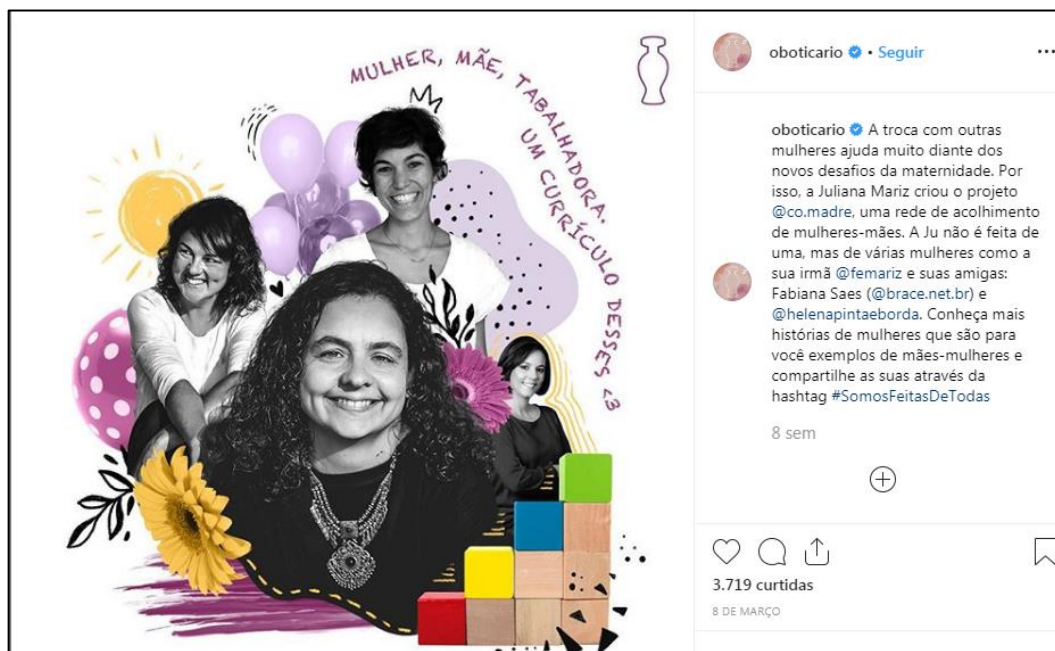 MULHER, MÃE, TABALHADORA.
UM CURRÍCULO DESSES <3
oboticario • Seguir
oboticario A troca com outras
mulheres ajuda muito diante dos
novos desafios da maternidade. Por
isso, a Juliana Mariz criou o projeto
@co.madre, uma rede de acolhimento
de mulheres-mães. A Ju não é feita de
uma, mas de várias mulheres como a
sua irmã @femariz e suas amigas:
Fabiana Saes (@brace.net.br) e
@helenapintaeborda. Conheça mais
histórias de mulheres que são para
você exemplos de mães-mulheres e
compartilhe as suas através da
hashtag #SomosFeitasDeTodas
8 sem
3.719 curtidas
8 DE MARÇO